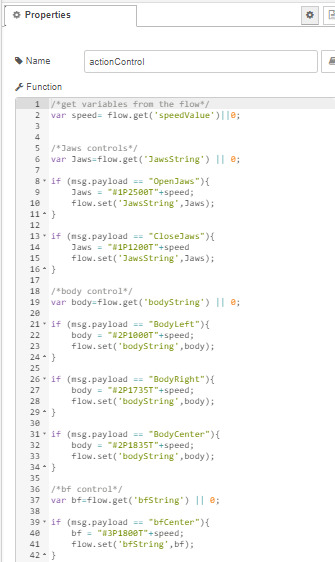 Properties
Name
actionControl
Function
1 /*get variables from the flow*/
2 var speed= flow.get('speedValue')||0;
3
4
5 /*Jaws controls*/
6 var Jaws=flow.get('JawsString') || 0;
7
8 if (msg.payload == "OpenJaws"){
9 Jaws = "#1P2500T"+speed;
10 flow.set('JawsString',Jaws);
11 }
12
13 if (msg.payload == "CloseJaws"){
14 Jaws = "#1P1200T"+speed
15 flow.set('JawsString',Jaws);
16 }
17
18 /*body control*/
19 var body=flow.get('bodyString') || 0;
20
21 if (msg.payload == "BodyLeft"){
22 body = "#2P1000T"+speed;
23 flow.set('bodyString',body);
24 }
25
26 if (msg.payload == "BodyRight"){
27 body = "#2P1735T"+speed;
28 flow.set('bodyString',body);
29 }
30
31 if (msg.payload == "BodyCenter"){
32 body = "#2P1835T"+speed;
33 flow.set('bodyString',body);
34 }
35
36 /*bf control*/
37 var bf=flow.get('bfString') || 0;
38
39 if (msg.payload == "bfCenter"){
40 bf = "#3P1800T"+speed;
41 flow.set('bfString',bf);
42 }